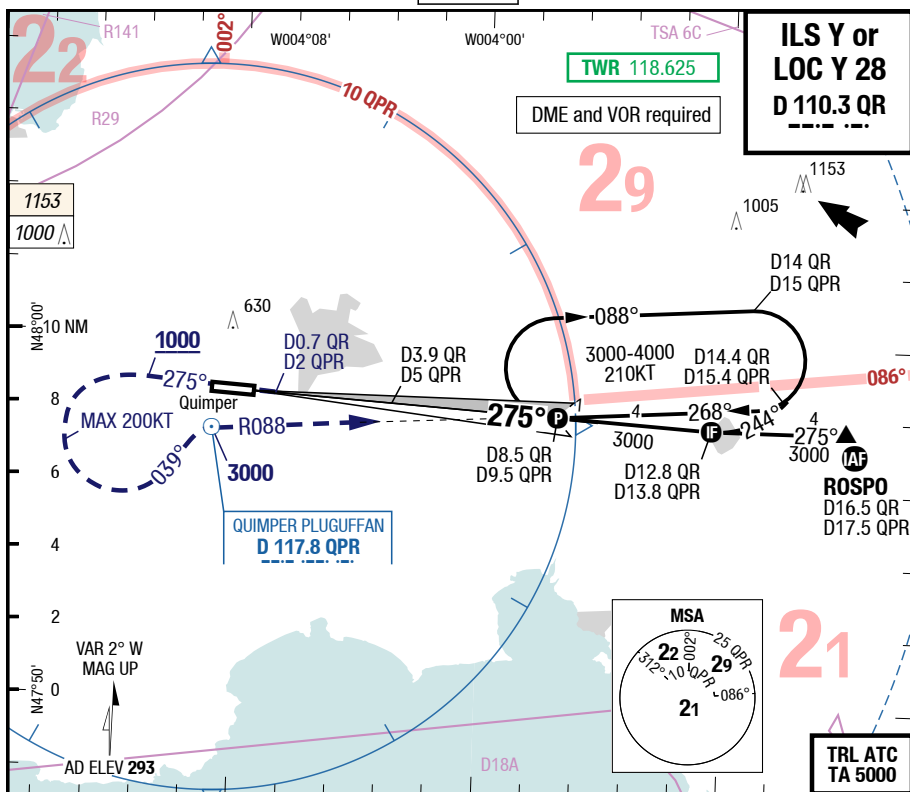 ILS Y or
LOC Y 28
D 110.3 QR
TWR 118.625
DME and VOR required
R141
W004°08'
W004°00'
TSA 6C
002°
22
10 QPR
R29
29
1153
1005
1153
1000
D14 QR
D15 QPR
N48°00'
10 NM
630
088°
1000
D0.7 QR
D2 QPR
D3.9 QR
D5 QPR
3000-4000
210KT
D14.4 QR
D15.4 QPR
086°
8
275°
Quimper
MAX 200KT
R088
275°
P
4
268°
244°
4
3000
IF
275°
3000
IAF
039°
3000
D8.5 QR
D9.5 QPR
D12.8 QR
D13.8 QPR
ROSPO
D16.5 QR
D17.5 QPR
6
QUIMPER PLUGUFFAN
D 117.8 QPR
4
2
MSA
21
VAR 2° W
MAG UP
22
002°
25 QPR
29
312°
10 QPR
086°
21
N47°50'
0
AD ELEV 293
D18A
TRL ATC
TA 5000